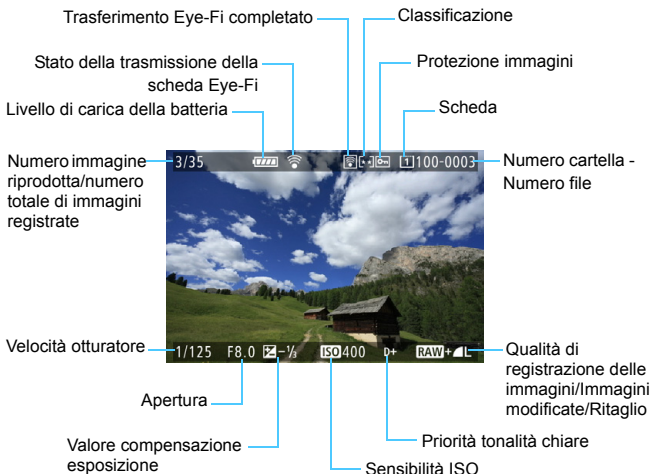 Trasferimento Eye-Fi completato
Classificazione
Stato della trasmissione della
scheda Eye-Fi
Protezione immagini
Livello di carica della batteria
Scheda
Numero immagine
riprodotta/numero
totale di immagini
registrate
3/35
1 100-0003
Numero cartella -
Numero file
Velocità otturatore
1/125 F8.0 -⅓ ISO 400 D+ RAW+L
Qualità di
registrazione delle
immagini/Immagini
modificate/Ritaglio
Apertura
Valore compensazione
esposizione
Priorità tonalità chiare
Sensibilità ISO